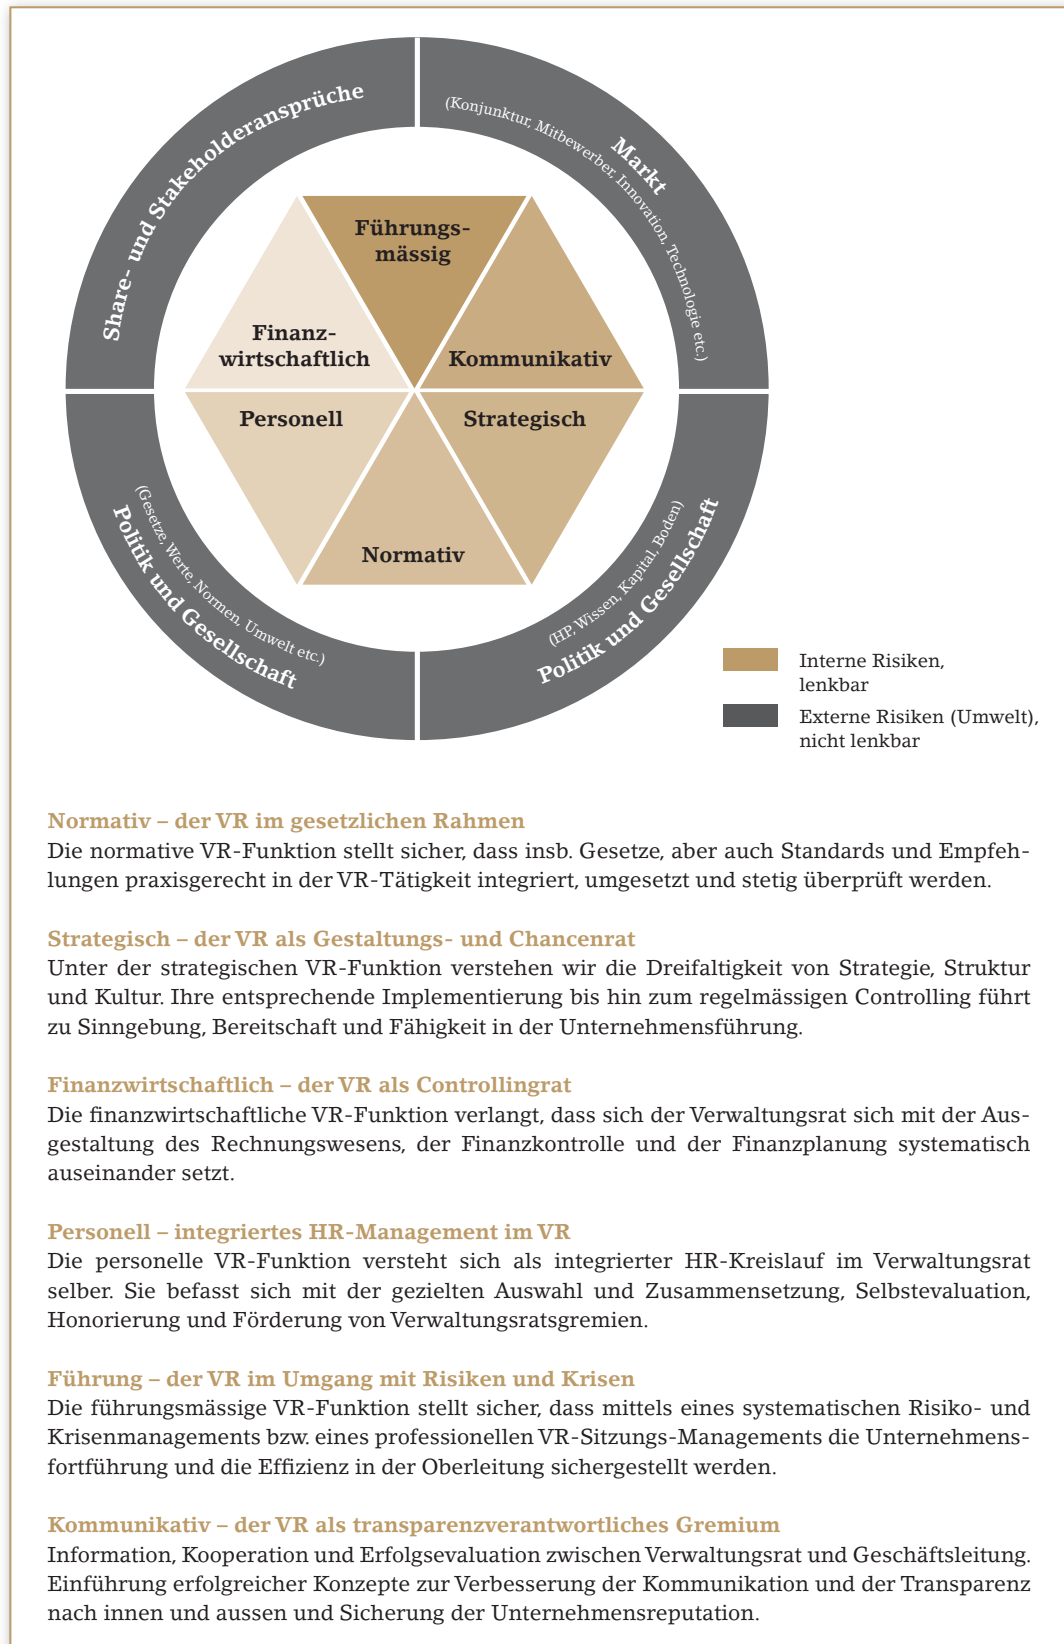 Share- und Stakeholderansprüche
(Konjunktur, Mitbewerber, Innovation, Technologie etc.)
Markt
Führungs-
mässig
Finanz-
wirtschaftlich
Kommunikativ
Personell
Strategisch
Normativ
(Gesetze, Werte, Normen, Umwelt etc.)
Politik und Gesellschaft
(HP, Wissen, Kapital, Boden)
Politik und Gesellschaft
Interne Risiken,
lenkbar
Externe Risiken (Umwelt),
nicht lenkbar
Normativ – der VR im gesetzlichen Rahmen
Die normative VR-Funktion stellt sicher, dass insb. Gesetze, aber auch Standards und Empfeh-
lungen praxisgerecht in der VR-Tätigkeit integriert, umgesetzt und stetig überprüft werden.
Strategisch – der VR als Gestaltungs- und Chancenrat
Unter der strategischen VR-Funktion verstehen wir die Dreifaltigkeit von Strategie, Struktur
und Kultur. Ihre entsprechende Implementierung bis hin zum regelmässigen Controlling führt
zu Sinngebung, Bereitschaft und Fähigkeit in der Unternehmensführung.
Finanzwirtschaftlich – der VR als Controllingrat
Die finanzwirtschaftliche VR-Funktion verlangt, dass sich der Verwaltungsrat sich mit der Aus-
gestaltung des Rechnungswesens, der Finanzkontrolle und der Finanzplanung systematisch
auseinander setzt.
Personell – integriertes HR-Management im VR
Die personelle VR-Funktion versteht sich als integrierter HR-Kreislauf im Verwaltungsrat
selber. Sie befasst sich mit der gezielten Auswahl und Zusammensetzung, Selbstevaluation,
Honorierung und Förderung von Verwaltungsratsgremien.
Führung – der VR im Umgang mit Risiken und Krisen
Die führungsmässige VR-Funktion stellt sicher, dass mittels eines systematischen Risiko- und
Krisenmanagements bzw. eines professionellen VR-Sitzungs-Managements die Unternehmens-
fortführung und die Effizienz in der Oberleitung sichergestellt werden.
Kommunikativ – der VR als transparenzverantwortliches Gremium
Information, Kooperation und Erfolgsevaluation zwischen Verwaltungsrat und Geschäftsleitung.
Einführung erfolgreicher Konzepte zur Verbesserung der Kommunikation und der Transparenz
nach innen und aussen und Sicherung der Unternehmensreputation.